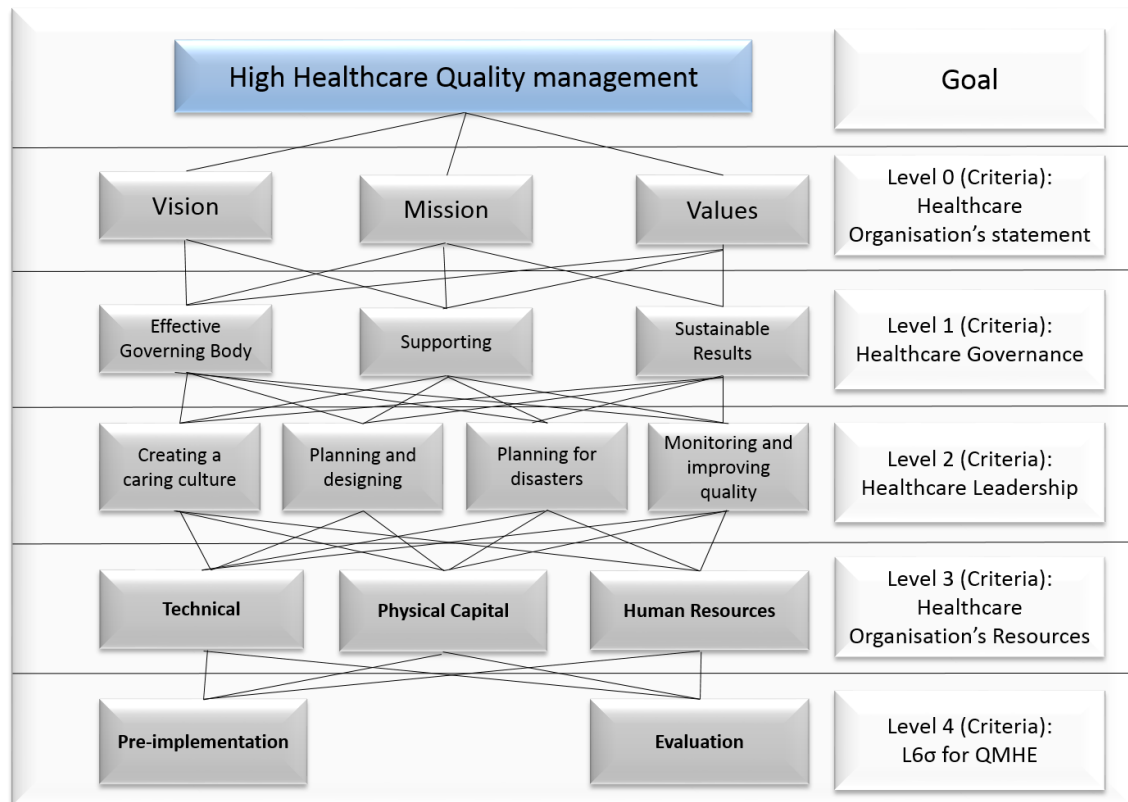 High Healthcare Quality management
Goal
Vision
Mission
Values
Level 0 (Criteria):
Healthcare
Organisation's statement
Effective
Governing Body
Supporting
Sustainable
Results
Level 1 (Criteria):
Healthcare Governance
Creating a
caring culture
Planning and
designing
Planning for
disasters
Monitoring and
improving
quality
Level 2 (Criteria):
Healthcare Leadership
Technical
Physical Capital
Human Resources
Level 3 (Criteria):
Healthcare
Organisation's Resources
Pre-implementation
Evaluation
Level 4 (Criteria):
L6σ for QMHE